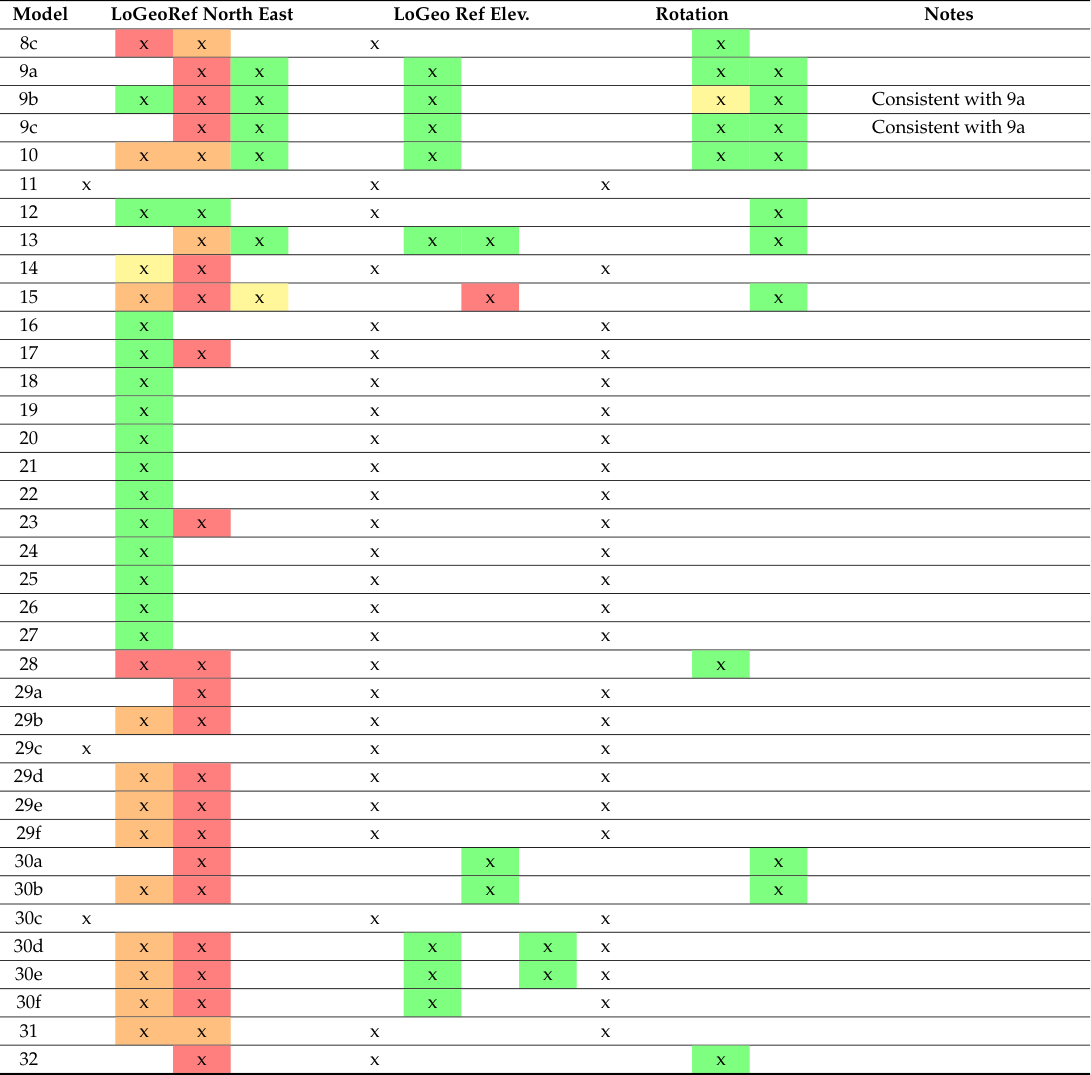 Model LoGeoRef North East LoGeo Ref Elev. Rotation Notes
8c x x x x
9a x x x x x
9b x x x x x x Consistent with 9a
9c x x x x x Consistent with 9a
10 x x x x x x
11 x x x
12 x x x x
13 x x x x x
14 x x x x
15 x x x x x
16 x x x
17 x x x x
18 x x x
19 x x x
20 x x x
21 x x x
22 x x x
23 x x x x
24 x x x
25 x x x
26 x x x
27 x x x
28 x x x x
29a x x x
29b x x x x
29c x x x
29d x x x x
29e x x x x
29f x x x x
30a x x x
30b x x x x
30c x x x
30d x x x x x
30e x x x x x
30f x x x x
31 x x x x
32 x x x